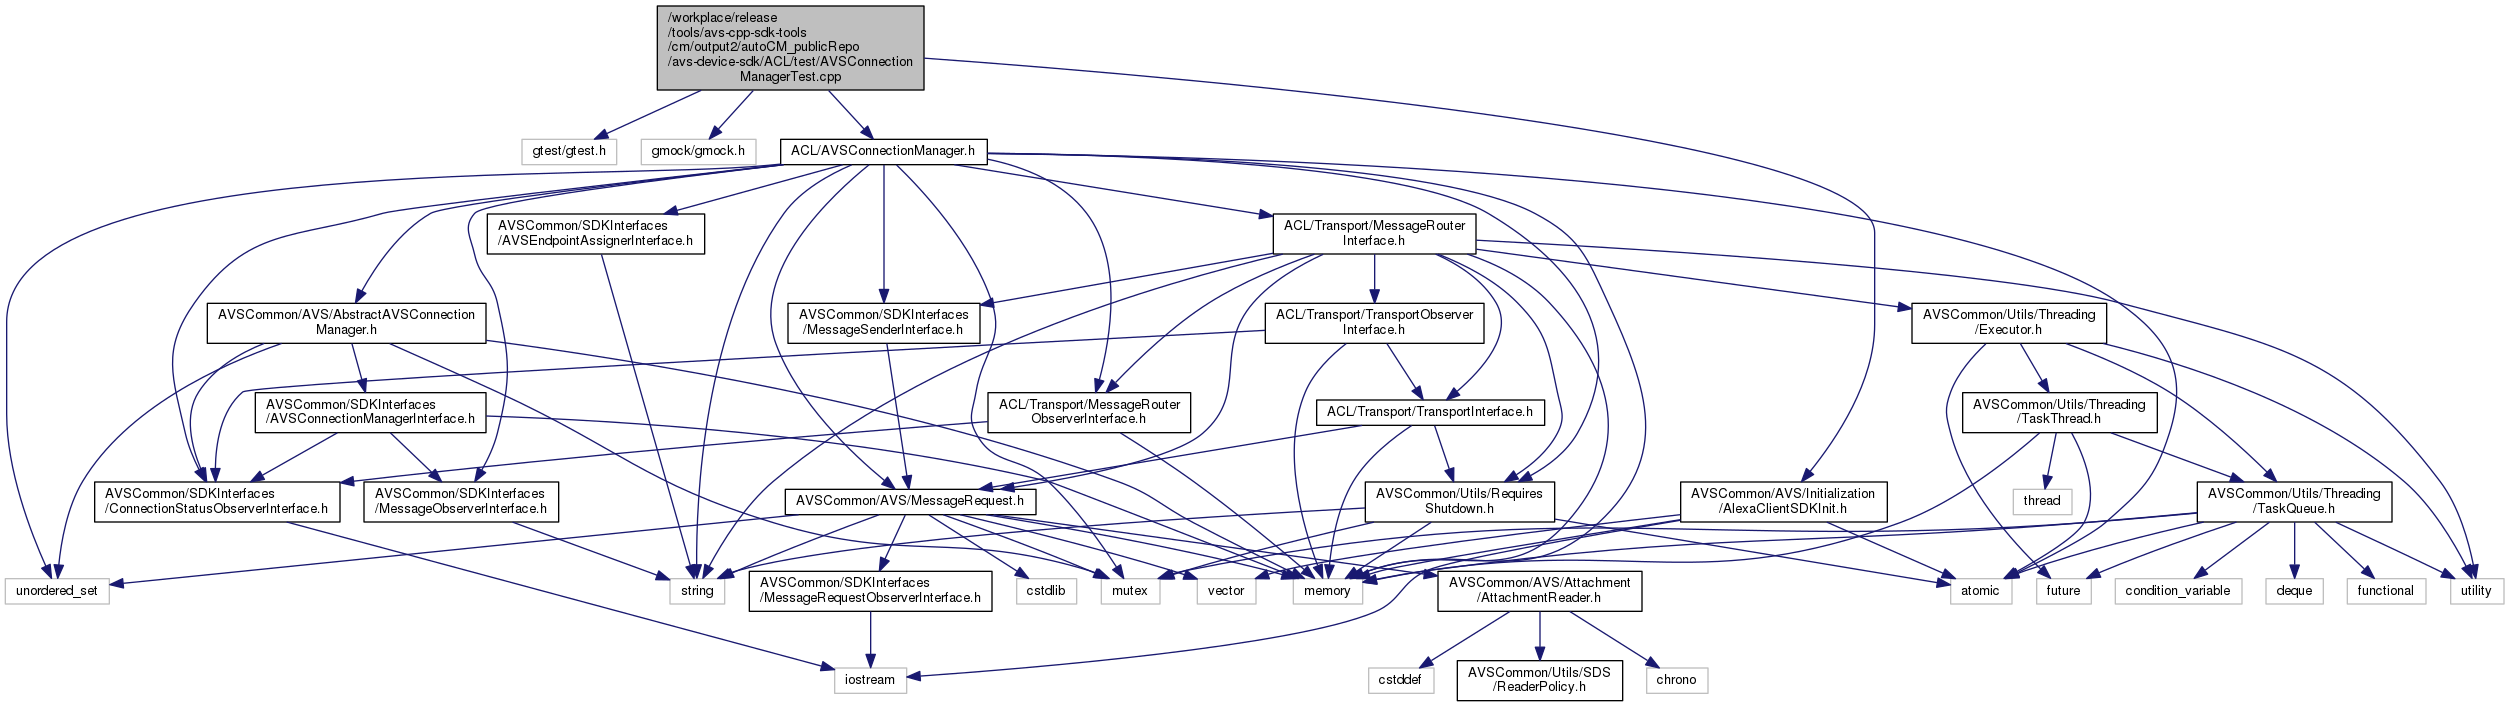 /workplace/release
/tools/avs-cpp-sdk-tools
/cm/output2/autoCM_publicRepo
/avs-device-sdk/ACL/test/AVSConnection
ManagerTest.cpp
gtest/gtest.h
gmock/gmock.h
ACL/AVSConnectionManager.h
AVSCommon/SDKInterfaces
/AVSEndpointAssignerInterface.h
ACL/Transport/MessageRouter
Interface.h
AVSCommon/AVS/AbstractAVSConnection
Manager.h
AVSCommon/SDKInterfaces
/MessageSenderInterface.h
ACL/Transport/TransportObserver
Interface.h
AVSCommon/Utils/Threading
/Executor.h
AVSCommon/SDKInterfaces
/AVSConnectionManagerInterface.h
ACL/Transport/MessageRouter
ObserverInterface.h
ACL/Transport/TransportInterface.h
AVSCommon/Utils/Threading
/TaskThread.h
AVSCommon/SDKInterfaces
/ConnectionStatusObserverInterface.h
AVSCommon/SDKInterfaces
/MessageObserverInterface.h
AVSCommon/AVS/MessageRequest.h
AVSCommon/Utils/Requires
Shutdown.h
AVSCommon/AVS/Initialization
/AlexaClientSDKInit.h
thread
AVSCommon/Utils/Threading
/TaskQueue.h
unordered_set
string
AVSCommon/SDKInterfaces
/MessageRequestObserverInterface.h
cstdlib
mutex
vector
memory
AVSCommon/AVS/Attachment
/AttachmentReader.h
atomic
future
condition_variable
deque
functional
utility
iostream
cstddef
AVSCommon/Utils/SDS
/ReaderPolicy.h
chrono